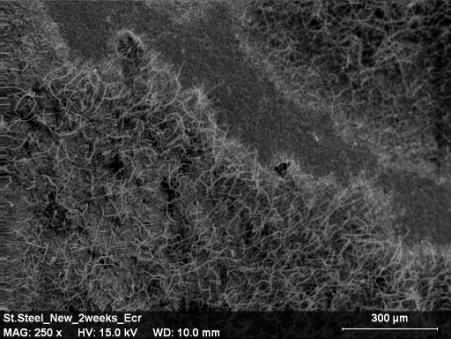 St.Steel_New_2weeks_Ecr
MAG: 250 x HV: 15.0 kV WD: 10.0 mm
300 µm